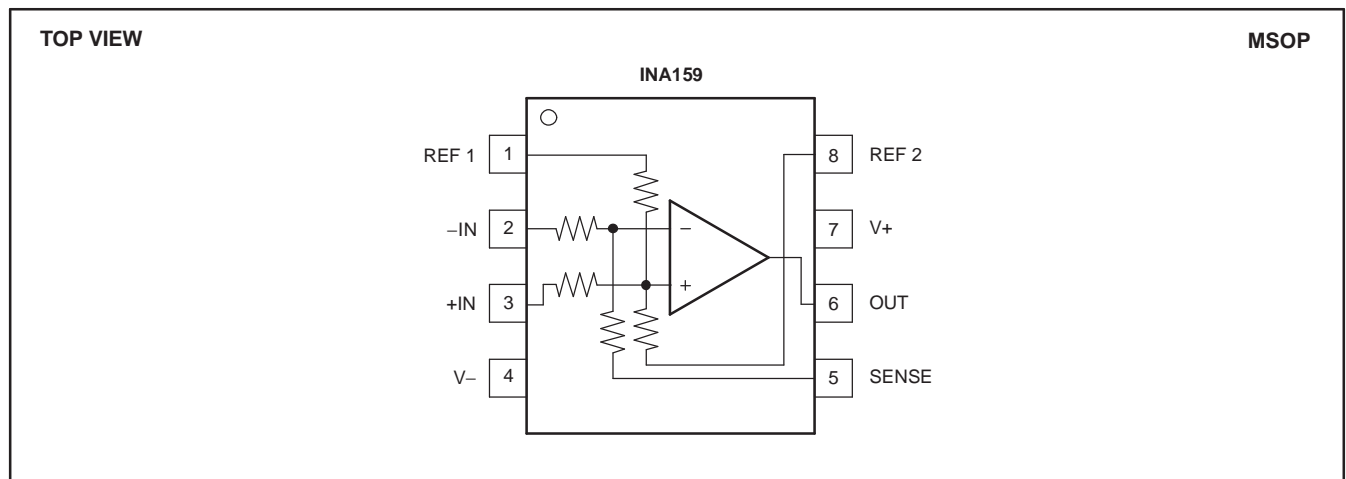 TOP VIEW
MSOP
INA159
REF 1 1
8 REF 2
−IN 2
−
7 V+
+IN 3
+
6 OUT
V− 4
5 SENSE